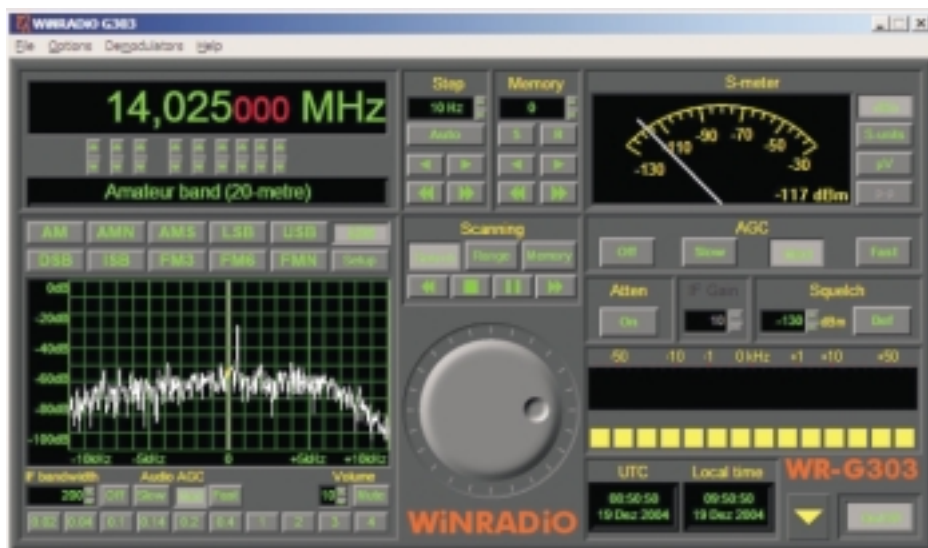 WiNRADiO G303
File Options Demodulators Help
14,025000 MHz
Amateur band (20-metre)
Step
10 Hz
Auto
Memory
0
S R
S-meter
-130 -110 -90 -70 -50 -30
-117 dBm
S-units
µV
AM AMN AMS LSB USB
DSB ISB FM3 FM6 FMN Setup
Scanning
Range Memory
AGC
Off Slow Fast
Atten
On
IF Gain
10
Squelch
-130 dBm Def
0dB
-20dB
-40dB
-60dB
-80dB
-100dB
-10kHz -5kHz 0 +5kHz +10kHz
-50 -10 -1 0 kHz +1 +10 +50
IF bandwidth
200
Audio AGC
Off Slow Fast
Volume
10 Mute
0.02 0.04 0.1 0.14 0.2 0.4 1 2 3 4
WiNRADiO
UTC
08:50:50
19 Dez 2004
Local time
09:50:50
19 Dez 2004
WR-G303